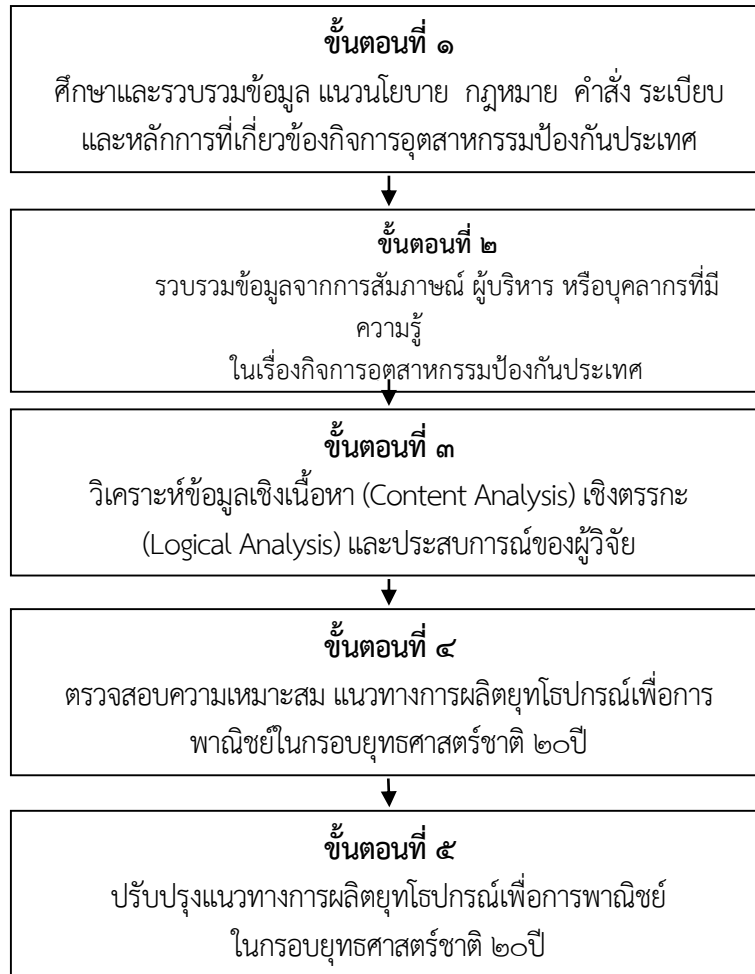 ขั้นตอนที่ ๑
ศึกษาและรวบรวมข้อมูล แนวนโยบาย กฎหมาย คำสั่ง ระเบียบ
และหลักการที่เกี่ยวข้องกิจการอุตสาหกรรมป้องกันประเทศ
ขั้นตอนที่ ๒
รวบรวมข้อมูลจากการสัมภาษณ์ ผู้บริหาร หรือบุคลากรที่มี
ความรู้
ในเรื่องกิจการอุตสาหกรรมป้องกันประเทศ
ขั้นตอนที่ ๓
วิเคราะห์ข้อมูลเชิงเนื้อหา (Content Analysis) เชิงตรรกะ
(Logical Analysis) และประสบการณ์ของผู้วิจัย
ขั้นตอนที่ ๔
ตรวจสอบความเหมาะสม แนวทางการผลิตยุทโธปกรณ์เพื่อการ
พาณิชย์ในกรอบยุทธศาสตร์ชาติ ๒๐ปี
ขั้นตอนที่ ๕
ปรับปรุงแนวทางการผลิตยุทโธปกรณ์เพื่อการพาณิชย์
ในกรอบยุทธศาสตร์ชาติ ๒๐ปี